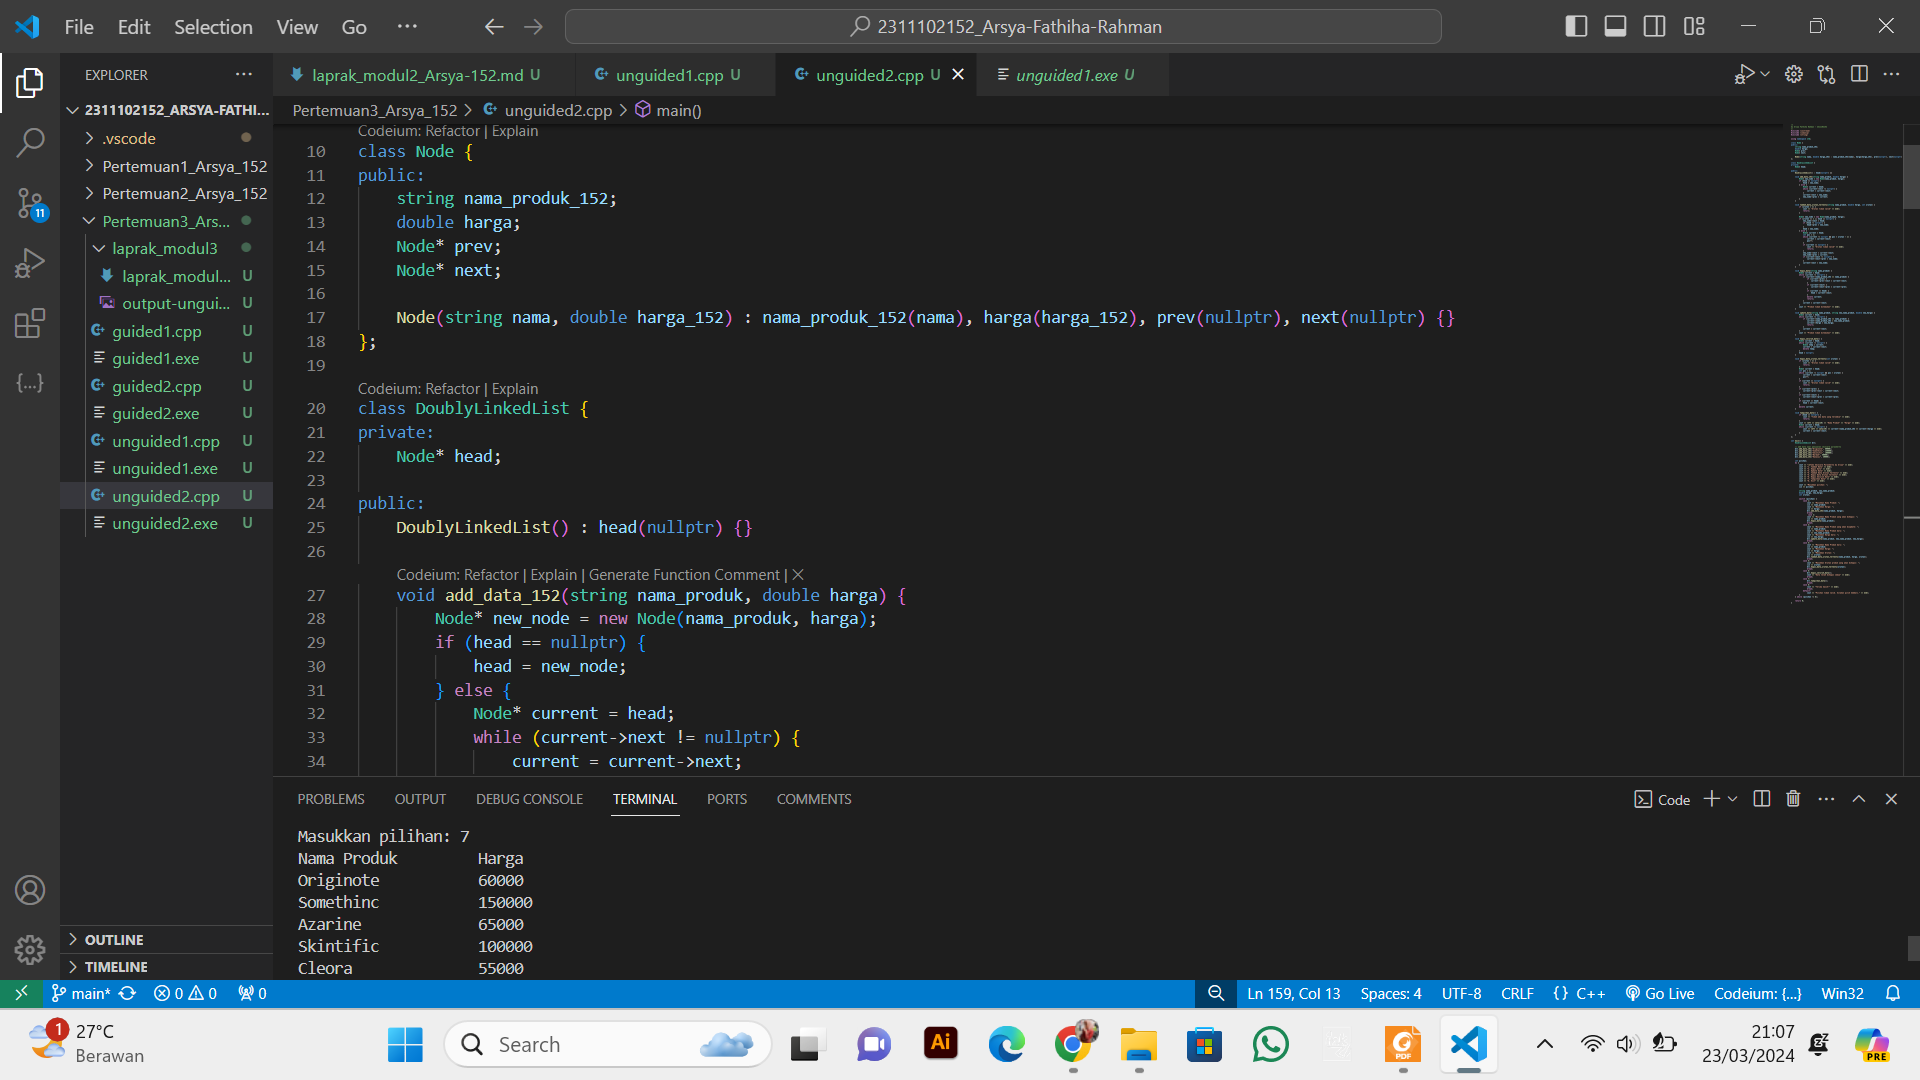 File Edit Selection View Go ···
2311102152_Arsya-Fathiha-Rahman
EXPLORER
laprak_modul2_Arsya-152.md U
unguided1.cpp U
unguided2.cpp U
unguided1.exe U
Pertemuan3_Arsya_152 > unguided2.cpp > main()
2311102152_ARSYA-FATHI...
.vscode
Pertemuan1_Arsya_152
Pertemuan2_Arsya_152
Pertemuan3_Ars...
laprak_modul3
laprak_modul... U
output-ungui... U
guided1.cpp U
guided1.exe U
guided2.cpp U
guided2.exe U
unguided1.cpp U
unguided1.exe U
unguided2.cpp U
unguided2.exe U
OUTLINE
TIMELINE
11
Codeium: Refactor | Explain
10 class Node {
11 public:
12 string nama_produk_152;
13 double harga;
14 Node* prev;
15 Node* next;
16
17 Node(string nama, double harga_152) : nama_produk_152(nama), harga(harga_152), prev(nullptr), next(nullptr) {}
18 };
19
Codeium: Refactor | Explain
20 class DoublyLinkedList {
21 private:
22 Node* head;
23
24 public:
25 DoublyLinkedList() : head(nullptr) {}
26
Codeium: Refactor | Explain | Generate Function Comment | ×
27 void add_data_152(string nama_produk, double harga) {
28 Node* new_node = new Node(nama_produk, harga);
29 if (head == nullptr) {
30 head = new_node;
31 } else {
32 Node* current = head;
33 while (current->next != nullptr) {
34 current = current->next;
PROBLEMS OUTPUT DEBUG CONSOLE TERMINAL PORTS COMMENTS
Code
Masukkan pilihan: 7
Nama Produk Harga
Originote 60000
Somethinc 150000
Azarine 65000
Skintific 100000
Cleora 55000
main* 0 0 0
Ln 159, Col 13 Spaces: 4 UTF-8 CRLF {} C++ Go Live Codeium: {...} Win32
1
27°C
Berawan
Search
Ai
PDF
21:07
23/03/2024
PRE